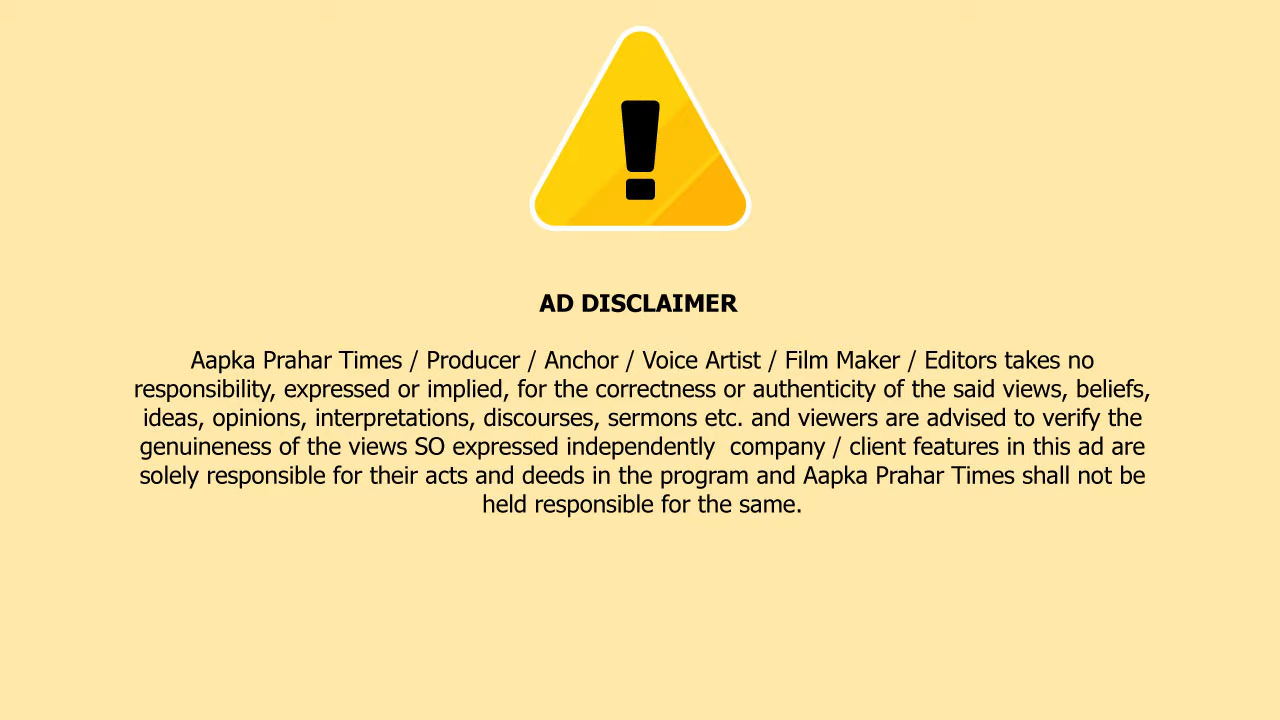 AD DISCLAIMER
Aapka Prahar Times / Producer / Anchor / Voice Artist / Film Maker / Editors takes no
responsibility, expressed or implied, for the correctness or authenticity of the said views, beliefs,
ideas, opinions, interpretations, discourses, sermons etc. and viewers are advised to verify the
genuineness of the views SO expressed independently  company / client features in this ad are
solely responsible for their acts and deeds in the program and Aapka Prahar Times shall not be
held responsible for the same.